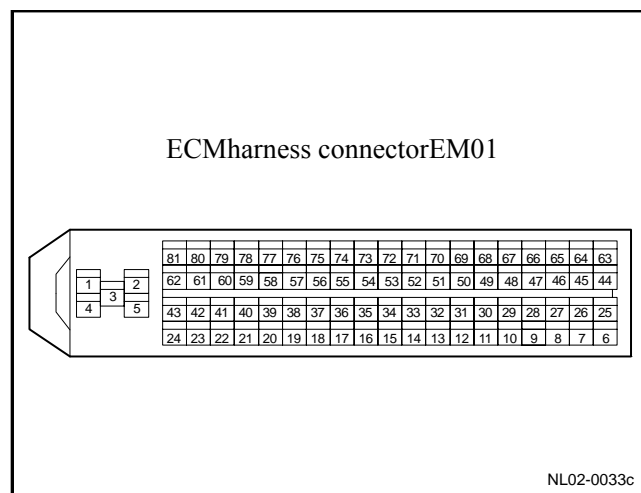 ECMharness connectorEM01
81 80 79 78 77 76 75 74 73 72 71 70 69 68 67 66 65 64 63
1 2 62 61 60 59 58 57 56 55 54 53 52 51 50 49 48 47 46 45 44
3
4 5 43 42 41 40 39 38 37 36 35 34 33 32 31 30 29 28 27 26 25
24 23 22 21 20 19 18 17 16 15 14 13 12 11 10 9 8 7 6
NL02-0033c